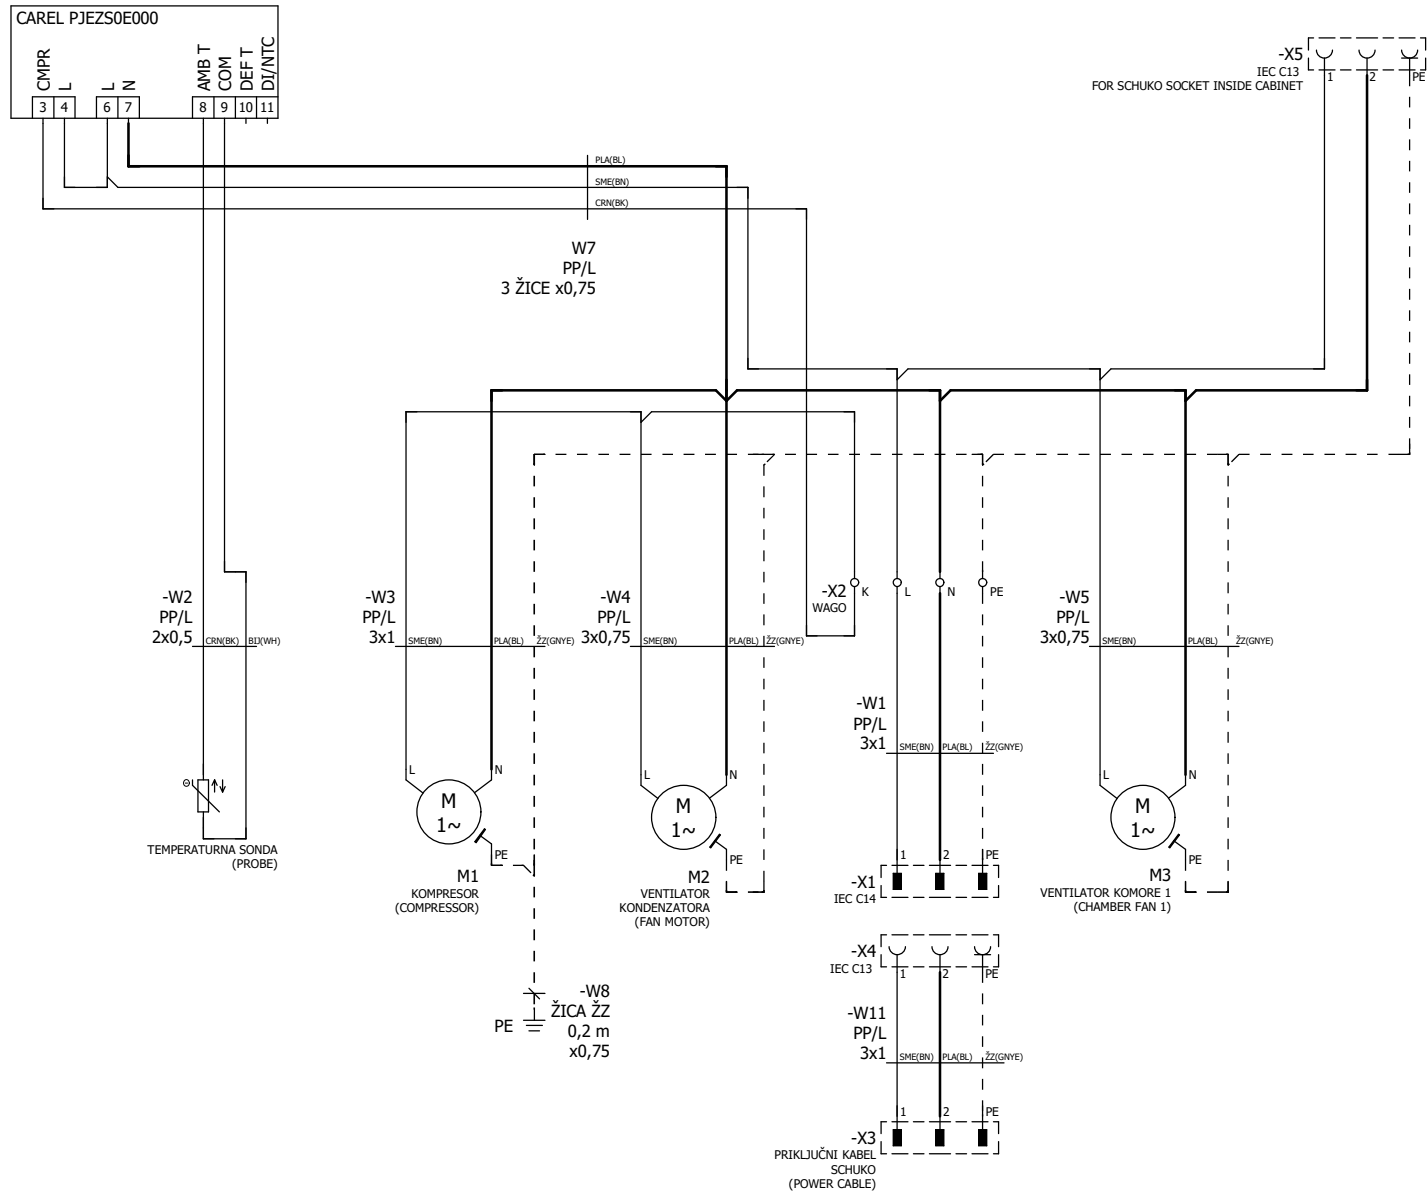 CAREL PJEZS0E000
CMPR
L
L
N
AMB T
COM
DEF T
DI/NTC
3
4
6
7
8
9
10
11
-X5
IEC C13
FOR SCHUKO SOCKET INSIDE CABINET
1
2
PE
PLA(BL)
SME(BN)
CRN(BK)
W7
PP/L
3 ŽICE x0,75
-W2
PP/L
2x0,5
CRN(BK)
BIJ(WH)
-W3
PP/L
3x1
SME(BN)
PLA(BL)
ŽZ(GNYE)
-W4
PP/L
3x0,75
SME(BN)
PLA(BL)
ŽZ(GNYE)
-X2
WAGO
K
L
N
PE
-W5
PP/L
3x0,75
SME(BN)
PLA(BL)
ŽZ(GNYE)
-W1
PP/L
3x1
SME(BN)
PLA(BL)
ŽZ(GNYE)
Θ
TEMPERATURNA SONDA
(PROBE)
L
N
M
1~
PE
M1
KOMPRESOR
(COMPRESSOR)
L
N
M
1~
PE
M2
VENTILATOR
KONDENZATORA
(FAN MOTOR)
1
2
PE
-X1
IEC C14
L
N
M
1~
PE
M3
VENTILATOR KOMORE 1
(CHAMBER FAN 1)
-X4
IEC C13
1
2
PE
PE
-W8
ŽICA ŽZ
0,2 m
x0,75
-W11
PP/L
3x1
SME(BN)
PLA(BL)
ŽZ(GNYE)
1
2
PE
-X3
PRIKLJUČNI KABEL
SCHUKO
(POWER CABLE)